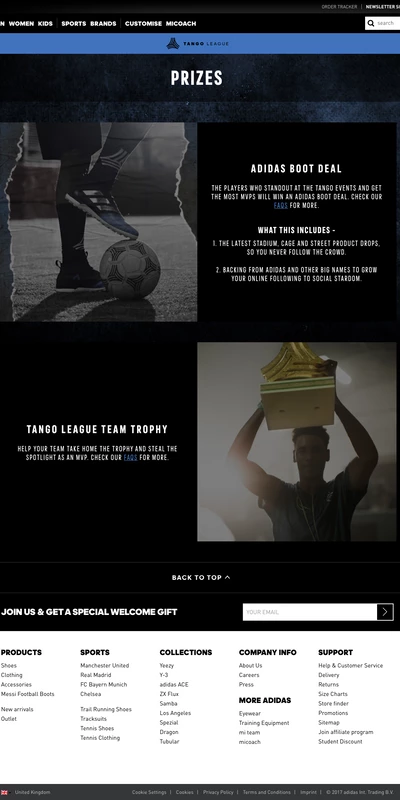 ORDER TRACKER
NEWSLETTER
N WOMEN KIDS SPORTS BRANDS CUSTOMISE MICOACH
search
TANGO LEAGUE
PRIZES
ADIDAS BOOT DEAL
THE PLAYERS WHO STANDOUT AT THE TANGO EVENTS AND GET
THE MOST MVPS WILL WIN AN ADIDAS BOOT DEAL. CHECK OUR
FAQS FOR MORE.
WHAT THIS INCLUDES -
1. THE LATEST STADIUM, CAGE AND STREET PRODUCT DROPS,
SO YOU NEVER FOLLOW THE CROWD.
2. BACKING FROM ADIDAS AND OTHER BIG NAMES TO GROW
YOUR ONLINE FOLLOWING TO SOCIAL STARDOM.
TANGO LEAGUE TEAM TROPHY
HELP YOUR TEAM TAKE HOME THE TROPHY AND STEAL THE
SPOTLIGHT AS AN MVP. CHECK OUR FAQS FOR MORE.
BACK TO TOP
JOIN US & GET A SPECIAL WELCOME GIFT
YOUR EMAIL
PRODUCTS
Shoes
Clothing
Accessories
Messi Football Boots
New arrivals
Outlet
SPORTS
Manchester United
Real Madrid
FC Bayern Munich
Chelsea
Trail Running Shoes
Tracksuits
Tennis Shoes
Tennis Clothing
COLLECTIONS
Yeezy
Y-3
adidas ACE
ZX Flux
Samba
Los Angeles
Spezial
Dragon
Tubular
COMPANY INFO
About Us
Careers
Press
MORE ADIDAS
Eyewear
Training Equipment
mi team
micoach
SUPPORT
Help & Customer Service
Delivery
Returns
Size Charts
Store finder
Promotions
Sitemap
Join affiliate program
Student Discount
United Kingdom
Cookie Settings | Cookies | Privacy Policy | Terms and Conditions | Imprint | © 2017 adidas Int. Trading B.V